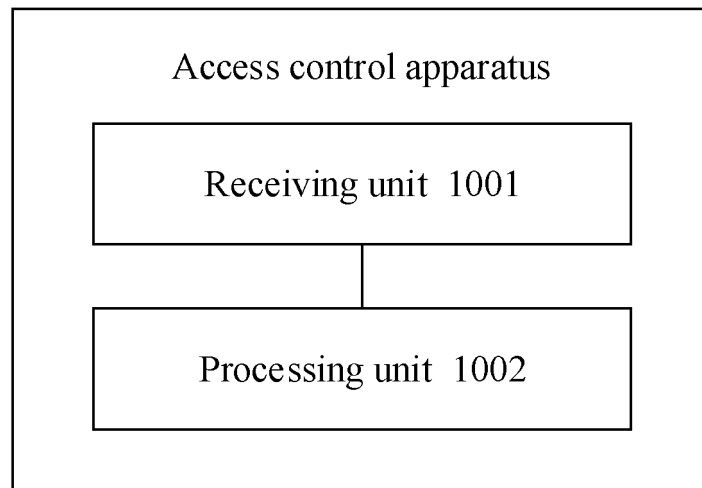 Access control apparatus
Receiving unit 1001
Processing unit 1002